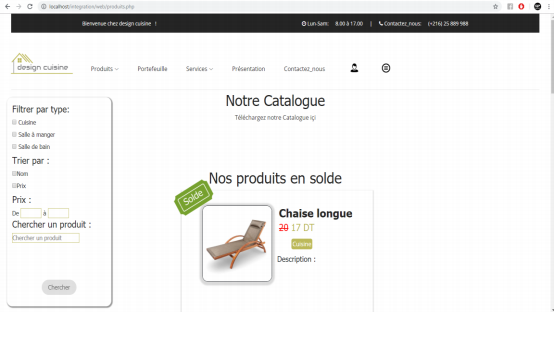 localhost/integration/web/produits.php
Bienvenue chez design cuisine !
Lun-Sam: 8.00 à 17.00 | Contactez_nous: (+216) 25 889 988
design cuisine
Produits
Portefeuille
Services
Présentation
Contactez_nous
Notre Catalogue
Téléchargez notre Catalogue içi
Filtrer par type:
Cuisine
Salle à manger
Salle de bain
Trier par :
Nom
Prix
Prix :
De à
Chercher un produit :
Chercher un produit
Chercher
Nos produits en solde
Solde
Chaise longue
20 17 DT
Cuisine
Description :